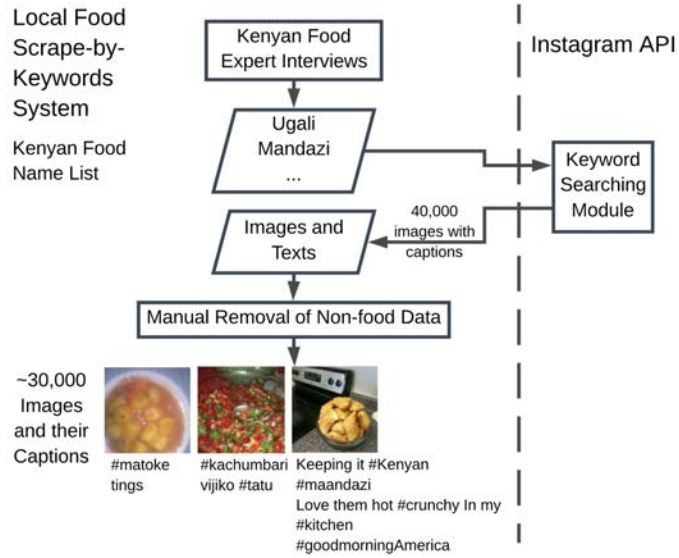 Local Food
Scrape-by-
Keywords
System
Kenyan Food
Name List
Kenyan Food
Expert Interviews
Instagram API
Ugali
Mandazi
...
Keyword
Searching
Module
40,000
images with
captions
Images and
Texts
Manual Removal of Non-food Data
~30,000
Images
and their
Captions
#matoke
tings
#kachumbari
vijiko #tatu
Keeping it #Kenyan
#maandazi
Love them hot #crunchy In my
#kitchen
#goodmorningAmerica